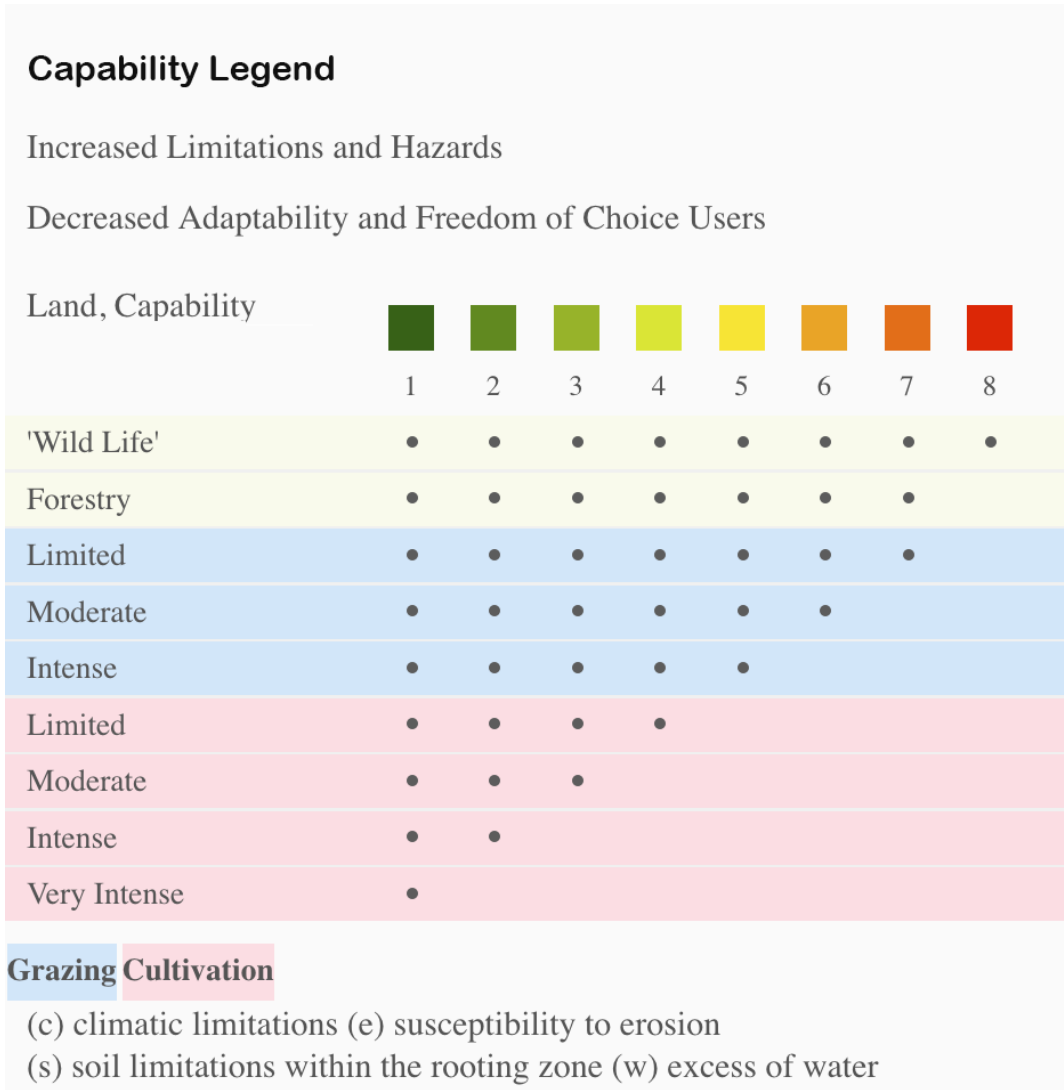 Capability Legend
Increased Limitations and Hazards
Decreased Adaptability and Freedom of Choice Users
Land, Capability
1 2 3 4 5 6 7 8
'Wild Life'
Forestry
Limited
Moderate
Intense
Limited
Moderate
Intense
Very Intense
Grazing Cultivation
(c) climatic limitations (e) susceptibility to erosion
(s) soil limitations within the rooting zone (w) excess of water